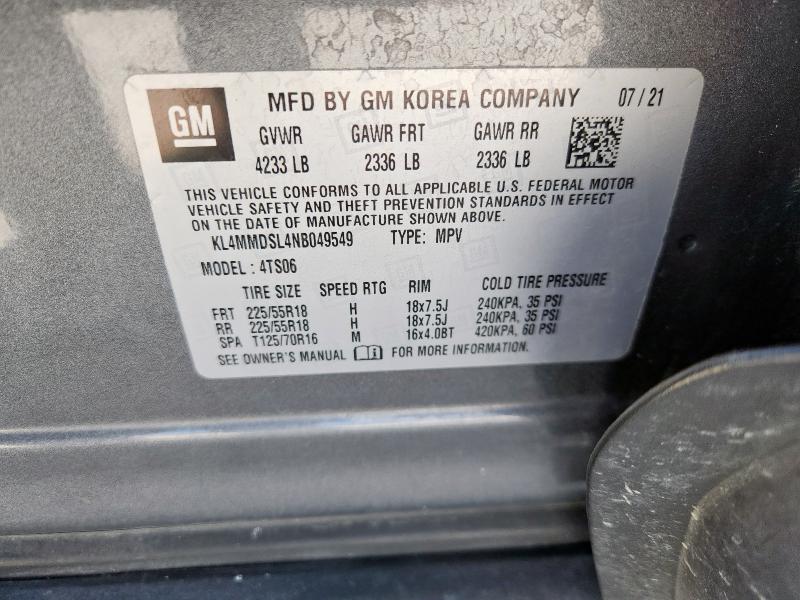 GM
MFD BY GM KOREA COMPANY 07 / 21
GVWR GAWR FRT GAWR RR
4233 LB 2336 LB 2336 LB
THIS VEHICLE CONFORMS TO ALL APPLICABLE U.S. FEDERAL MOTOR
VEHICLE SAFETY AND THEFT PREVENTION STANDARDS IN EFFECT
ON THE DATE OF MANUFACTURE SHOWN ABOVE.
KL4MMDSL4NB049549 TYPE: MPV
MODEL : 4TS06
TIRE SIZE SPEED RTG RIM COLD TIRE PRESSURE
FRT 225/55R18 H 18x7.5J 240KPA, 35 PSI
RR 225/55R18 H 18x7.5J 240KPA, 35 PSI
SPA T125/70R16 M 16x4.0BT 420KPA, 60 PSI
SEE OWNER'S MANUAL FOR MORE INFORMATION.